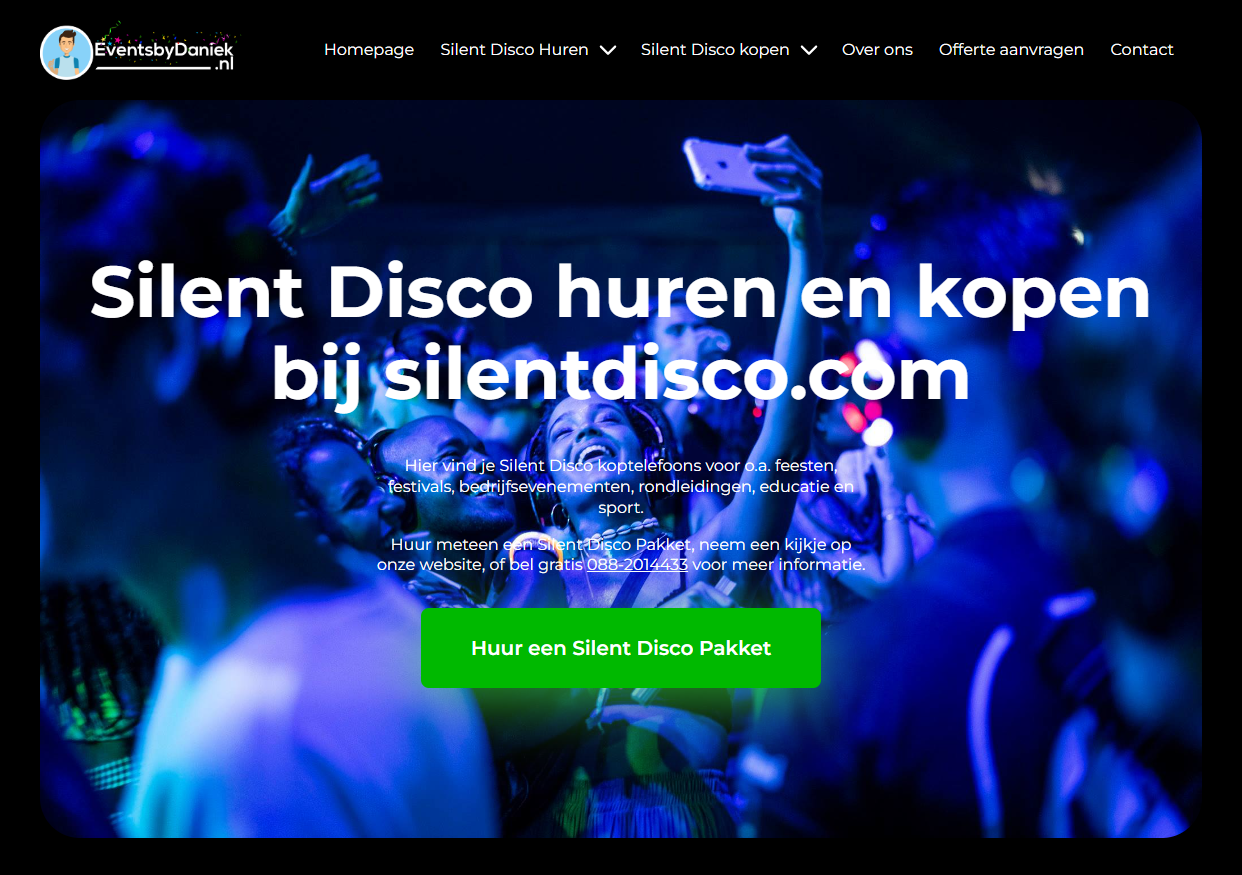 EventsbyDaniek
.nl
Homepage
Silent Disco Huren
Silent Disco kopen
Over ons
Offerte aanvragen
Contact
Silent Disco huren en kopen
bij silentdisco.com
Hier vind je Silent Disco koptelefoons voor o.a. feesten,
festivals, bedrijfsevenementen, rondleidingen, educatie en
sport.
Huur meteen een Silent Disco Pakket, neem een kijkje op
onze website, of bel gratis 088-2014433 voor meer informatie.
Huur een Silent Disco Pakket